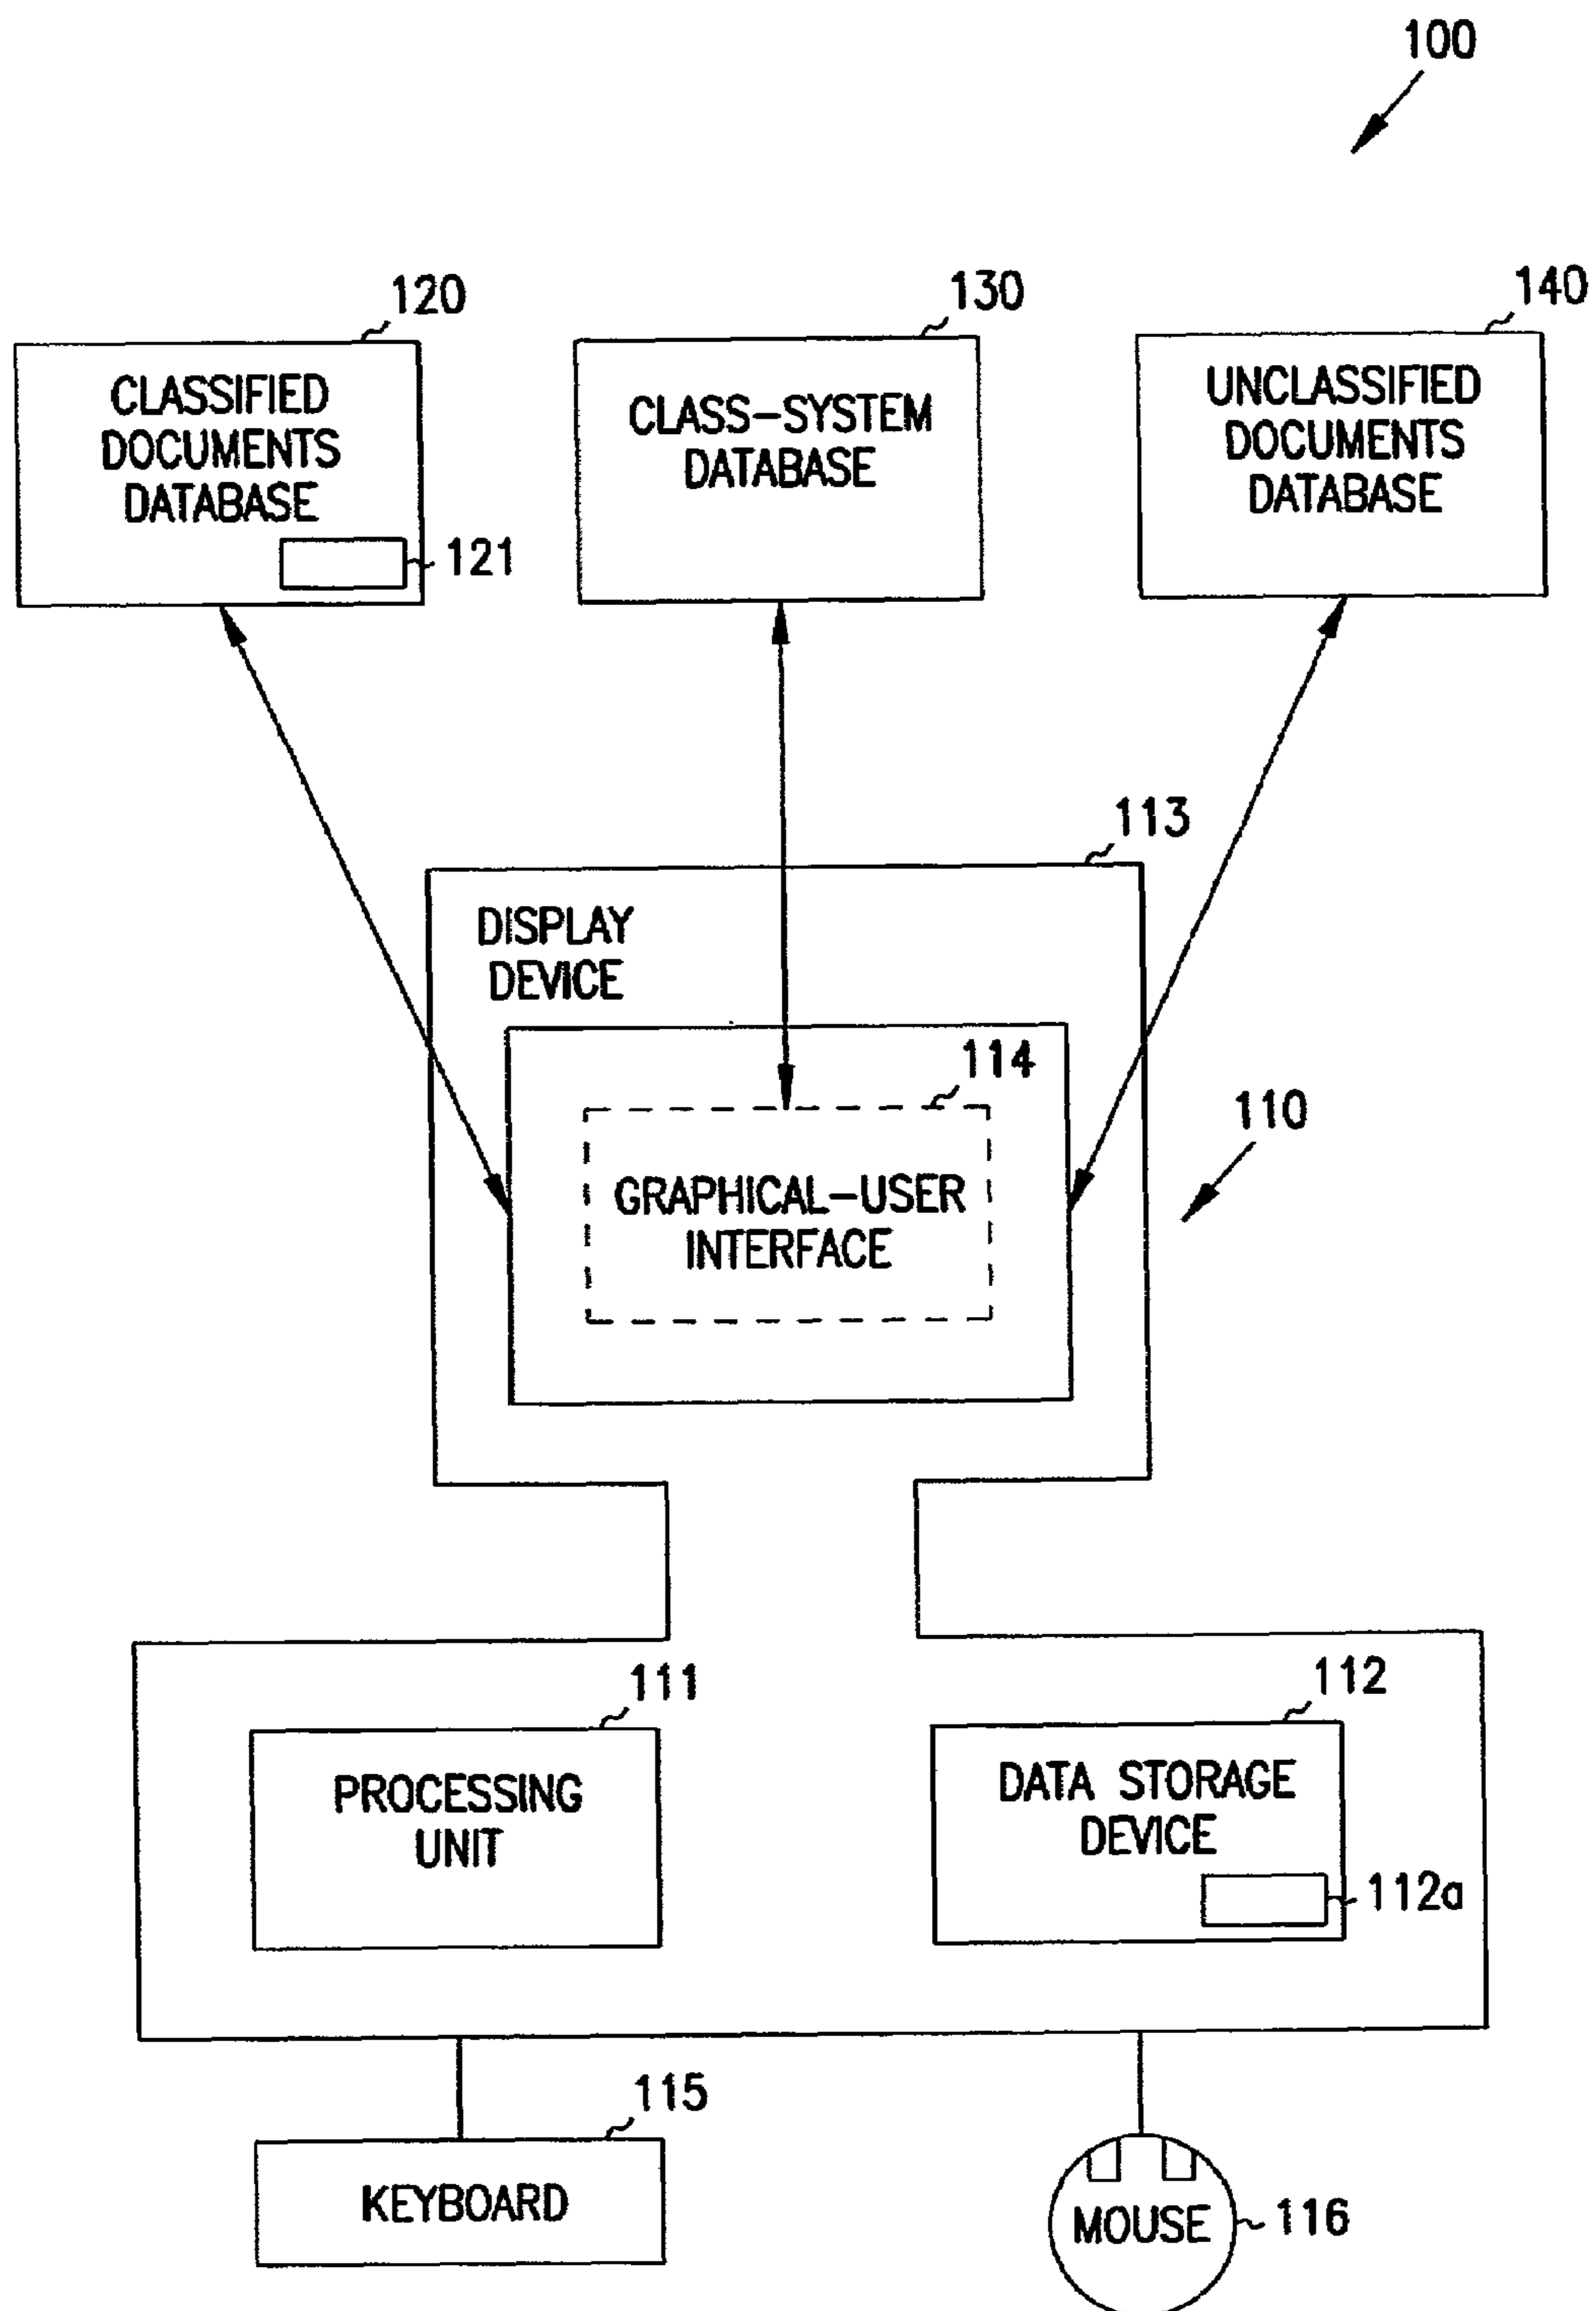 100
120
130
140
CLASSIFIED
DOCUMENTS
DATABASE
121
CLASS-SYSTEM
DATABASE
UNCLASSIFIED
DOCUMENTS
DATABASE
113
DISPLAY
DEVICE
114
GRAPHICAL-USER
INTERFACE
110
111
PROCESSING
UNIT
112
DATA STORAGE
DEVICE
112a
115
KEYBOARD
MOUSE
116